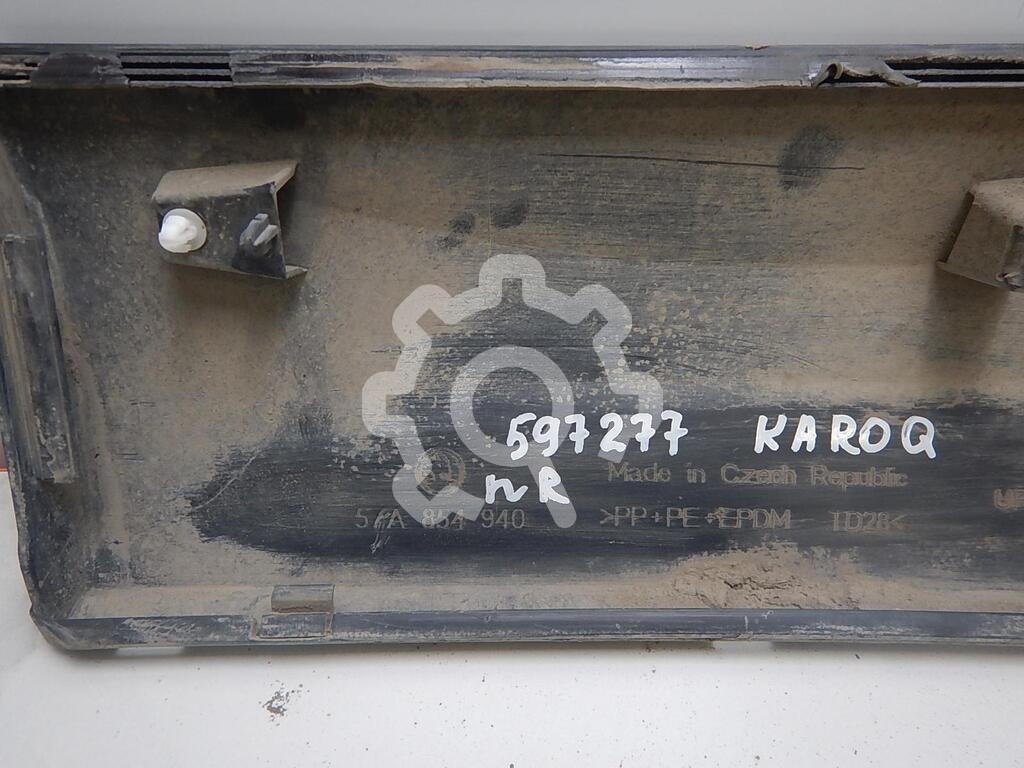 597277 KAROQ
Made in Czech Republic
nR
57A 854 940 >PP+PE+EPDM TD28<